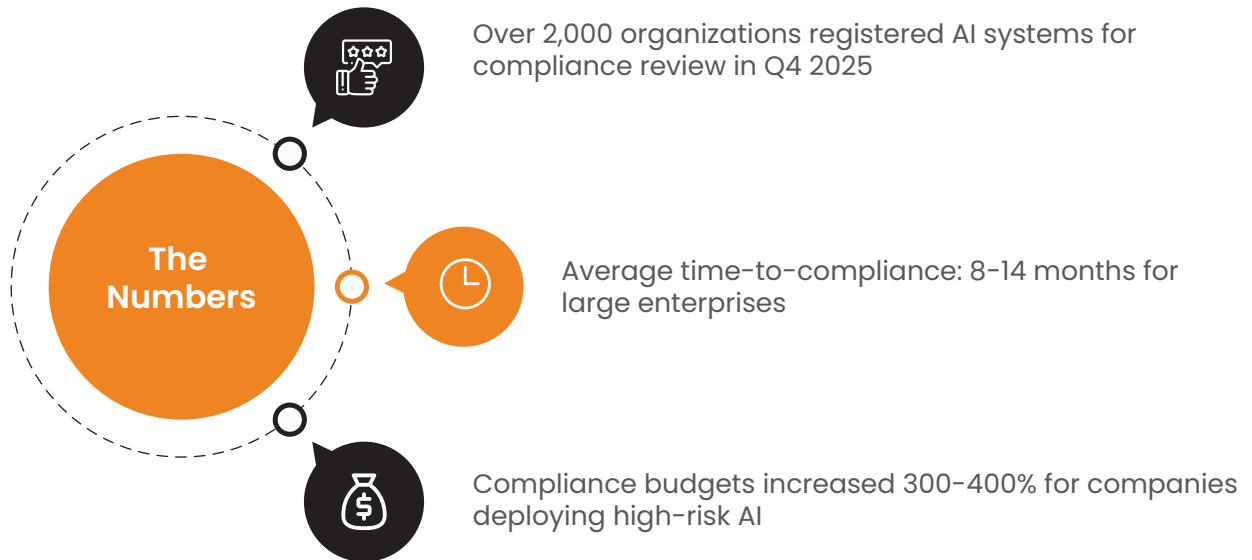 Over 2,000 organizations registered AI systems for
compliance review in Q4 2025
The
Numbers
Average time-to-compliance: 8-14 months for
large enterprises
Compliance budgets increased 300-400% for companies
deploying high-risk AI